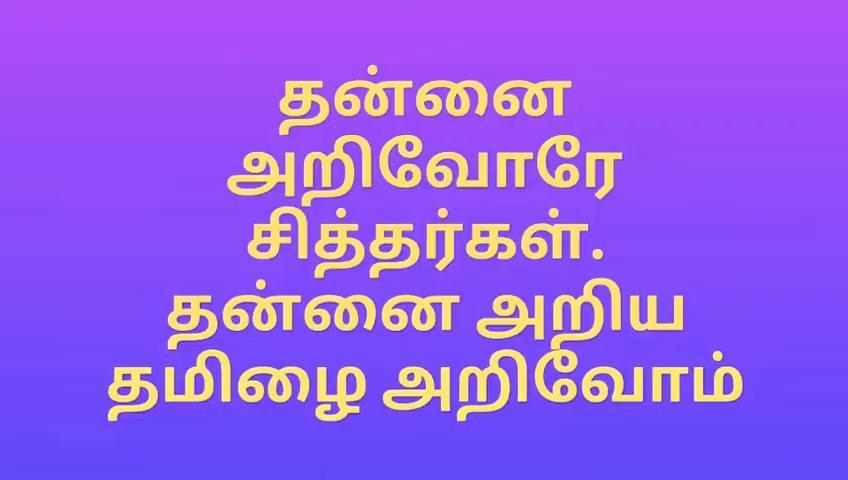 தன்னை
அறிவோரே
சித்தர்கள்.
தன்னை அறிய
தமிழை அறிவோம்